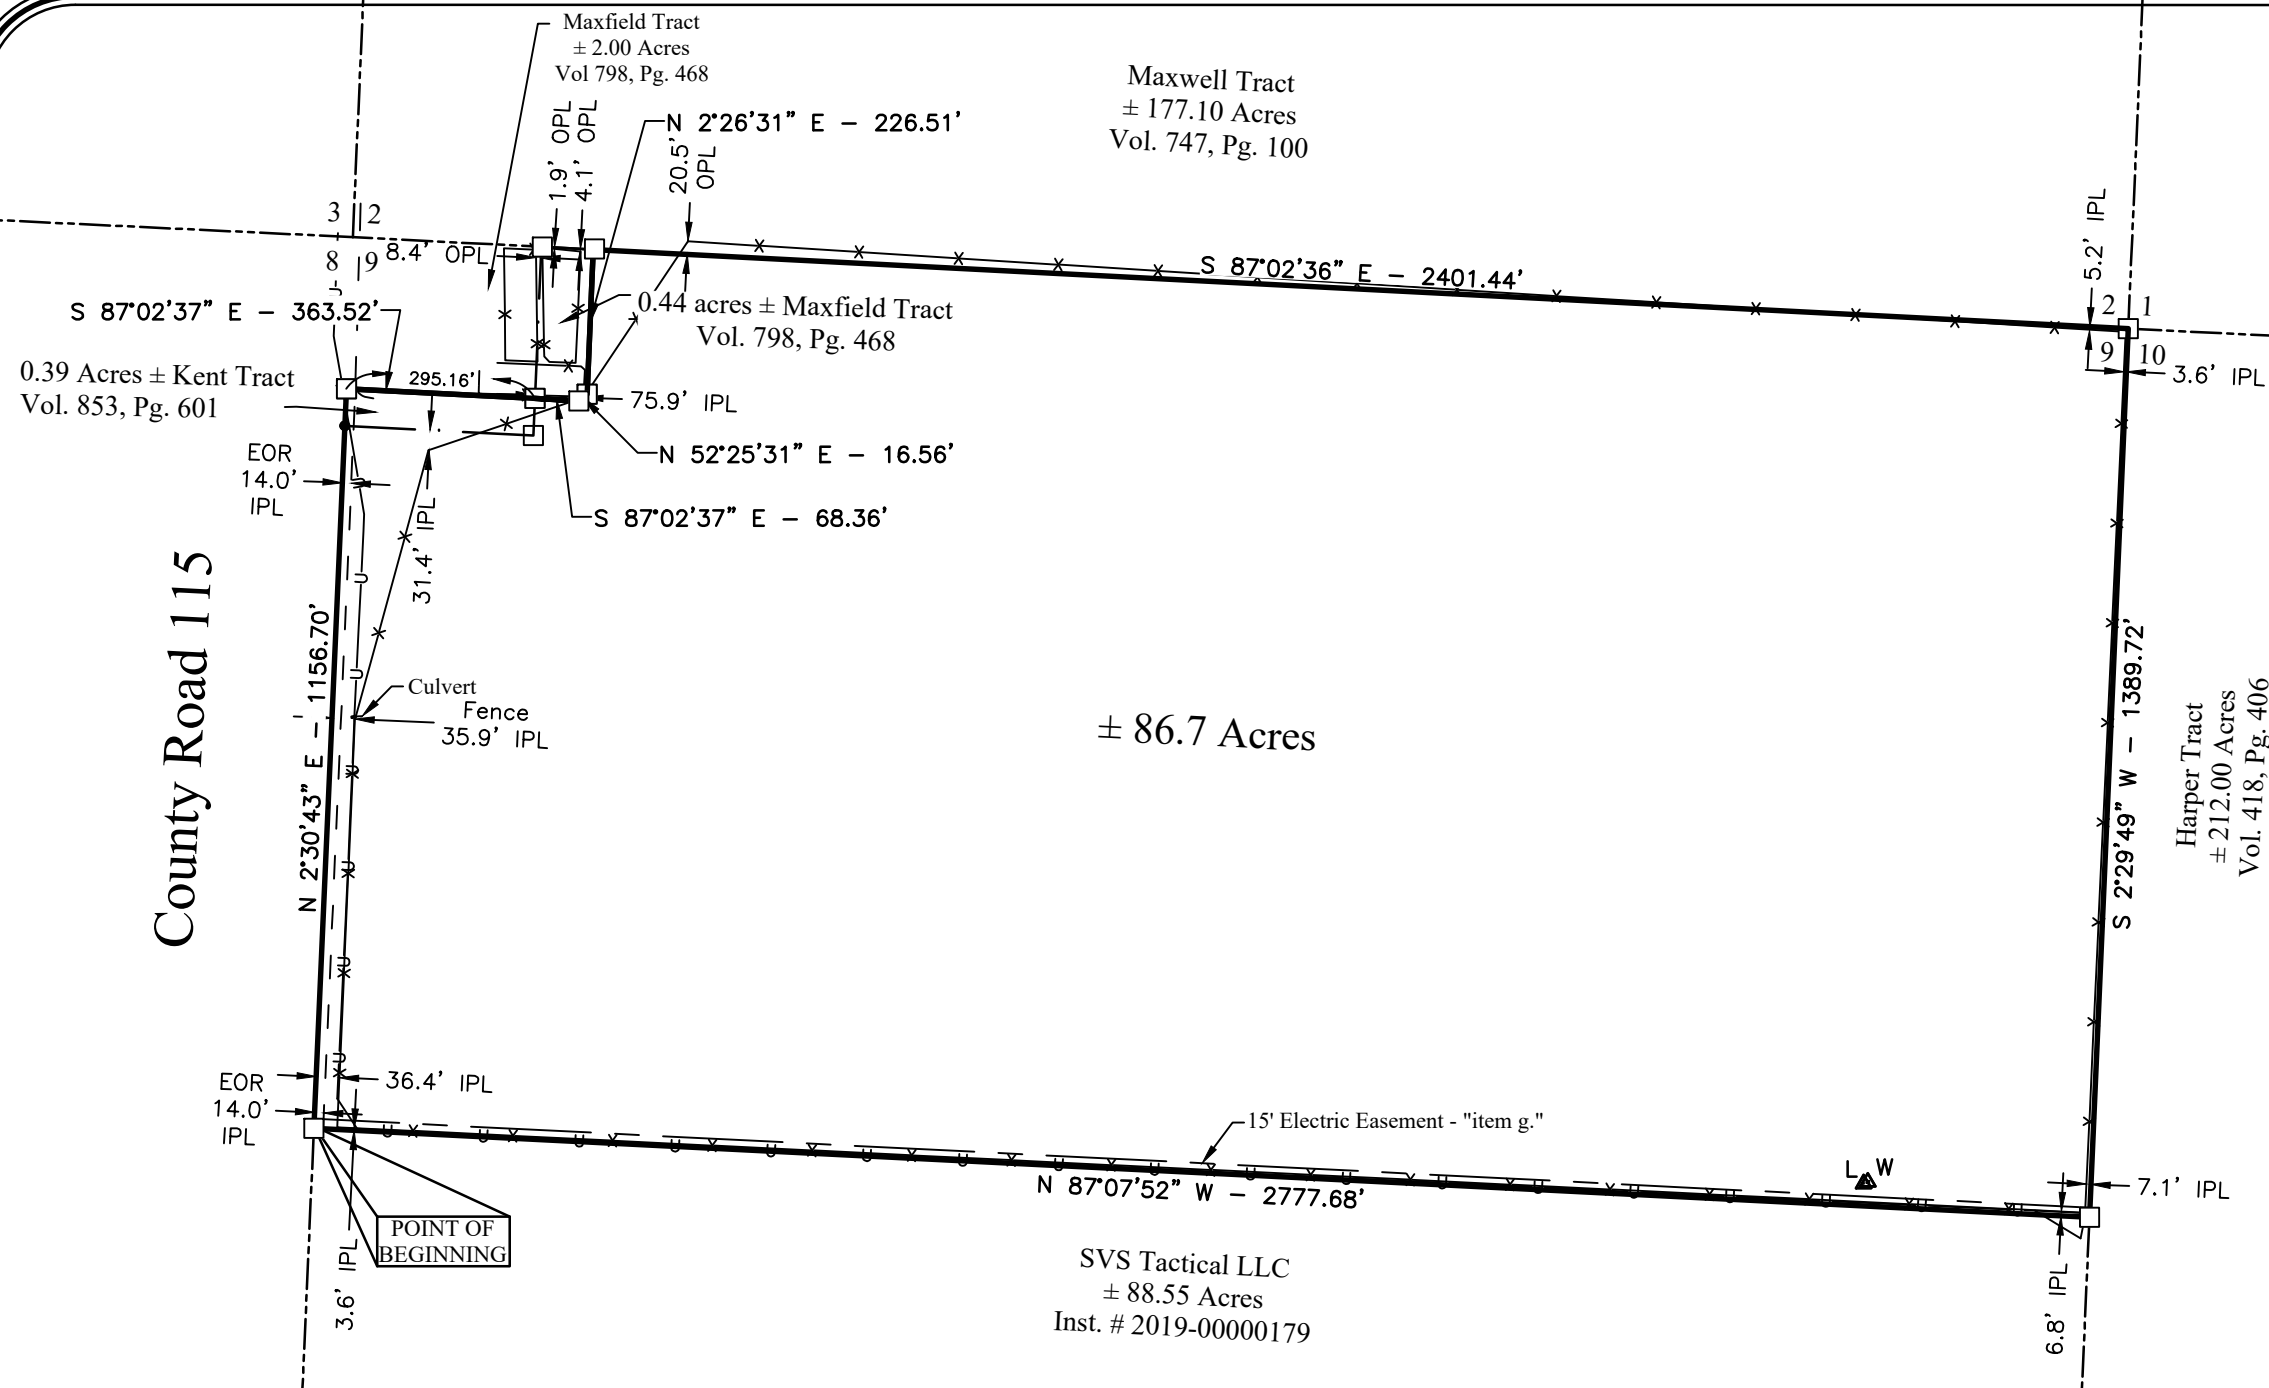 Maxfield Tract
± 2.00 Acres
Vol 798, Pg. 468
Maxwell Tract
± 177.10 Acres
Vol. 747, Pg. 100
1.9' OPL
4.1' OPL
N 2°26'31" E - 226.51'
20.5'
OPL
3 2
8 9
8.4' OPL
S 87°02'36" E - 2401.44'
5.2' IPL
2 1
9 10
3.6' IPL
S 87°02'37" E - 363.52'
0.44 acres ± Maxfield Tract
Vol. 798, Pg. 468
0.39 Acres ± Kent Tract
Vol. 853, Pg. 601
295.16'
75.9' IPL
N 52°25'31" E - 16.56'
S 87°02'37" E - 68.36'
EOR
14.0'
IPL
31.4' IPL
County Road 115
N 2°30'43" E - 1156.70'
Culvert
Fence
35.9' IPL
± 86.7 Acres
S 2°29'49" W - 1389.72'
Harper Tract
± 212.00 Acres
Vol. 418, Pg. 406
36.4' IPL
EOR
14.0'
IPL
15' Electric Easement - "item g."
N 87°07'52" W - 2777.68'
L W
7.1' IPL
POINT OF
BEGINNING
3.6' IPL
SVS Tactical LLC
± 88.55 Acres
Inst. # 2019-00000179
6.8' IPL